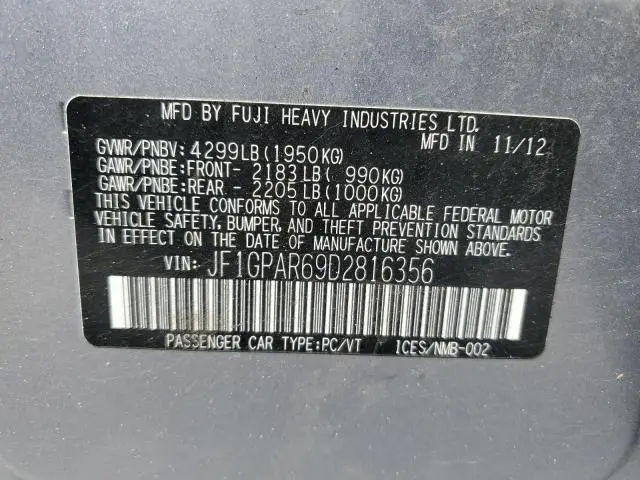 MFD BY FUJI HEAVY INDUSTRIES LTD.
GVWR/PNBV: 4299LB(1950KG) MFD IN 11/12
GAWR/PNBE:FRONT- 2183LB( 990KG)
GAWR/PNBE:REAR - 2205LB(1000KG)
THIS VEHICLE CONFORMS TO ALL APPLICABLE FEDERAL MOTOR
VEHICLE SAFETY, BUMPER, AND THEFT PREVENTION STANDARDS
IN EFFECT ON THE DATE OF MANUFACTURE SHOWN ABOVE.
VIN: JF1GPAR69D2816356
PASSENGER CAR TYPE:PC/VT ICES/NMB-002